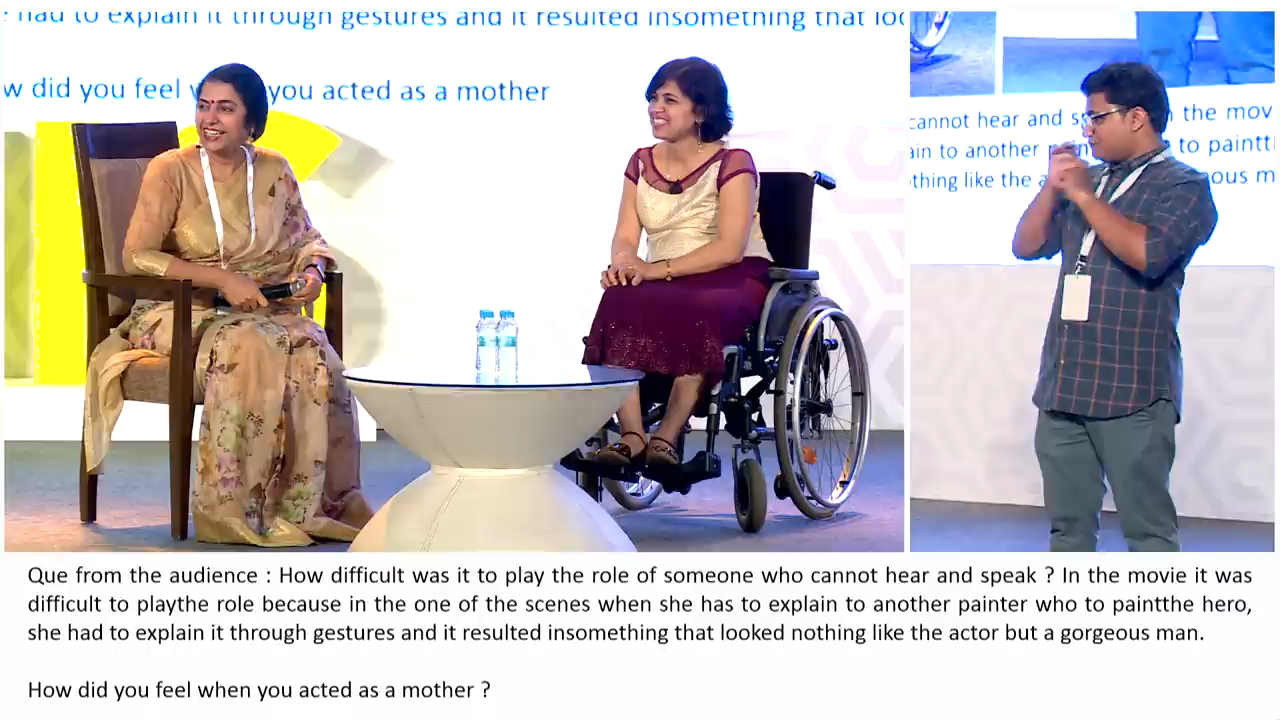 had to explain it through gestures and it resulted insomething that
did you feel you acted as a mother
cannot hear and the mov
to another to paintt
like the
Que from the audience : How difficult was it to play the role of someone who cannot hear and speak ? In the movie it was
difficult to playthe role because in the one of the scenes when she has to explain to another painter who to paintthe hero,
she had to explain it through gestures and it resulted insomething that looked nothing like the actor but a gorgeous man.
How did you feel when you acted as a mother ?